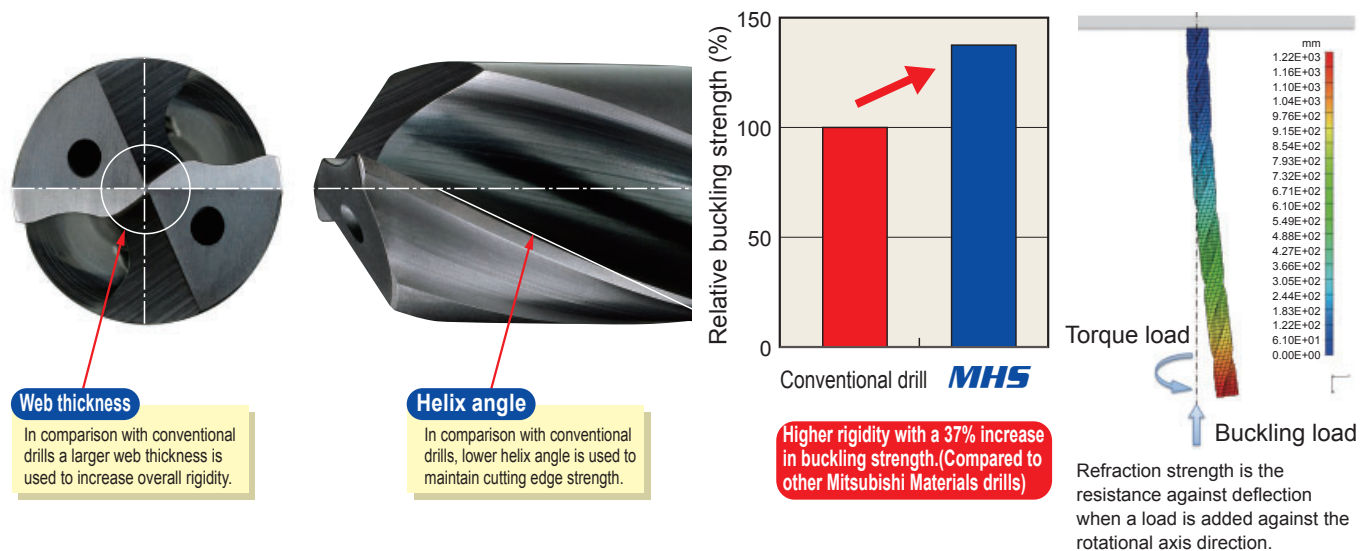 Web thickness
In comparison with conventional
drills a larger web thickness is
used to increase overall rigidity.
Helix angle
In comparison with conventional
drills, lower helix angle is used to
maintain cutting edge strength.
Relative buckling strength (%)
150
100
50
0
Conventional drill
MHS
Higher rigidity with a 37% increase
in buckling strength.(Compared to
other Mitsubishi Materials drills)
mm
1.22E+03
1.16E+03
1.10E+03
1.04E+03
9.76E+02
9.15E+02
8.54E+02
7.93E+02
7.32E+02
6.71E+02
6.10E+02
5.49E+02
4.88E+02
4.27E+02
3.66E+02
3.05E+02
2.44E+02
1.83E+02
1.22E+02
6.10E+01
0.00E+00
Torque load
Buckling load
Refraction strength is the
resistance against deflection
when a load is added against the
rotational axis direction.